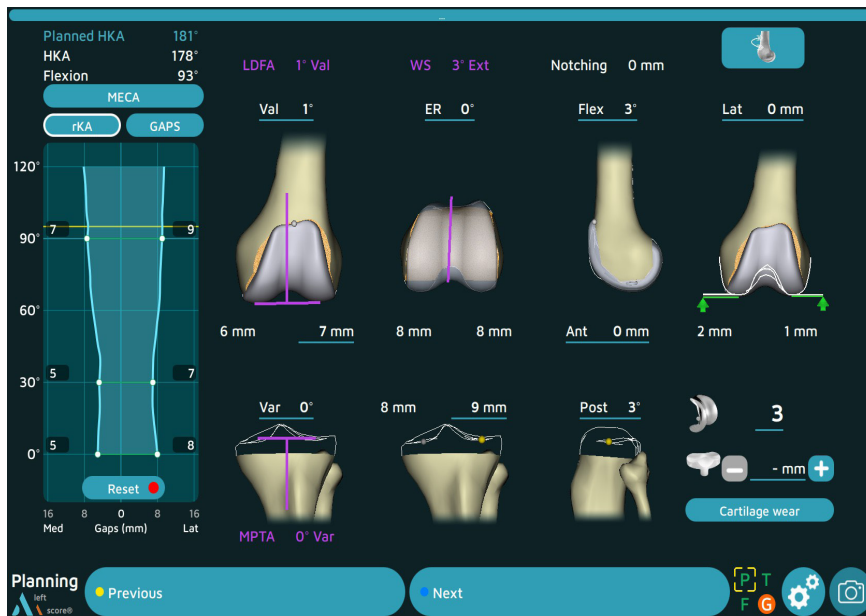 Planned HKA 181°
HKA 178°
Flexion 93°
MECA
rKA GAPS
LDFA 1° Val
WS 3° Ext
Notching 0 mm
Val 1°
ER 0°
Flex 3°
Lat 0 mm
120°
90°
60°
30°
0°
7 9
5 7
5 8
Reset
16 8 0 8 16
Med Gaps (mm) Lat
6 mm 7 mm
8 mm 8 mm
Ant 0 mm
2 mm 1 mm
Var 0°
8 mm 9 mm
Post 3°
3
- mm
Cartilage wear
MPTA 0° Var
Planning
left
score®
Previous
Next
P T
F G